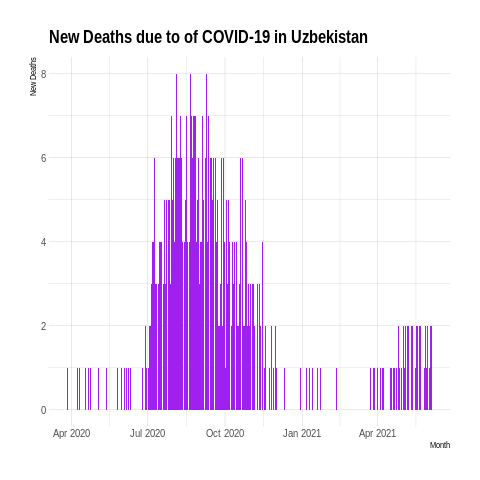 New Deaths due to of COVID-19 in Uzbekistan
New Deaths
8
6
4
2
0
Apr 2020 Jul 2020 Oct 2020 Jan 2021 Apr 2021
Month